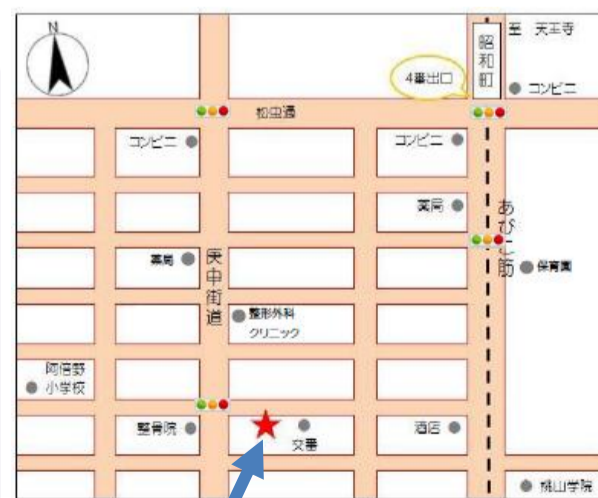 N
至 天王寺
昭和町
4番出口
コンビニ
松虫通
コンビニ
コンビニ
薬局
あびこ筋
薬局
庚申街道
保育園
整形外科
クリニック
阿倍野
小学校
整骨院
交番
酒店
桃山学院